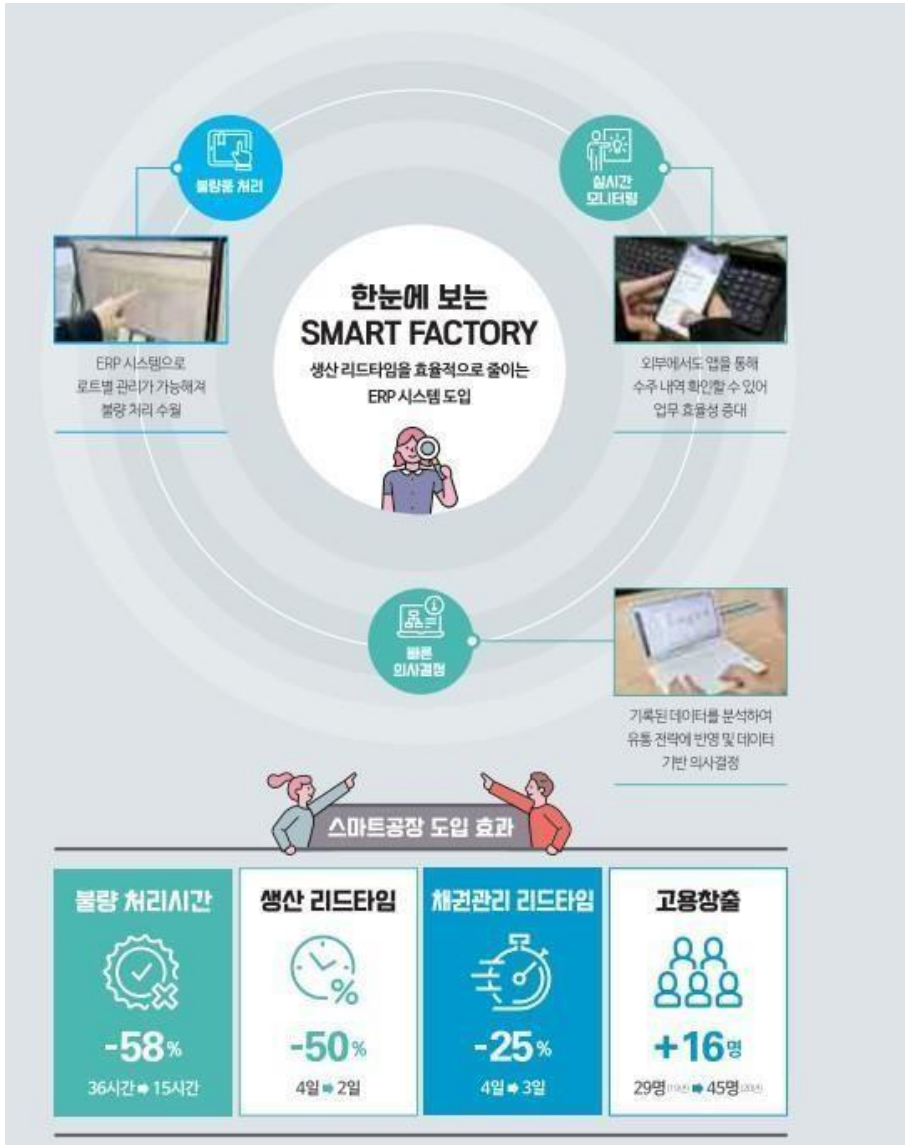 불량품 처리
실시간
모니터링
한눈에 보는
SMART FACTORY
생산 리드타임을 효율적으로 줄이는
ERP 시스템 도입
ERP 시스템으로
로트별 관리가 가능해져
불량 처리 수월
외부에서도 앱을 통해
수주 내역 확인할 수 있어
업무 효율성 증대
빠른
의사결정
기록된 데이터를 분석하여
유통 전략에 반영 및 데이터
기반 의사결정
스마트공장 도입 효과
불량 처리시간
-58%
36시간 ➡ 15시간
생산 리드타임
%
-50%
4일 ➡ 2일
채권관리 리드타임
-25%
4일 ➡ 3일
고용창출
+16명
29명(19년) ➡ 45명(20년)